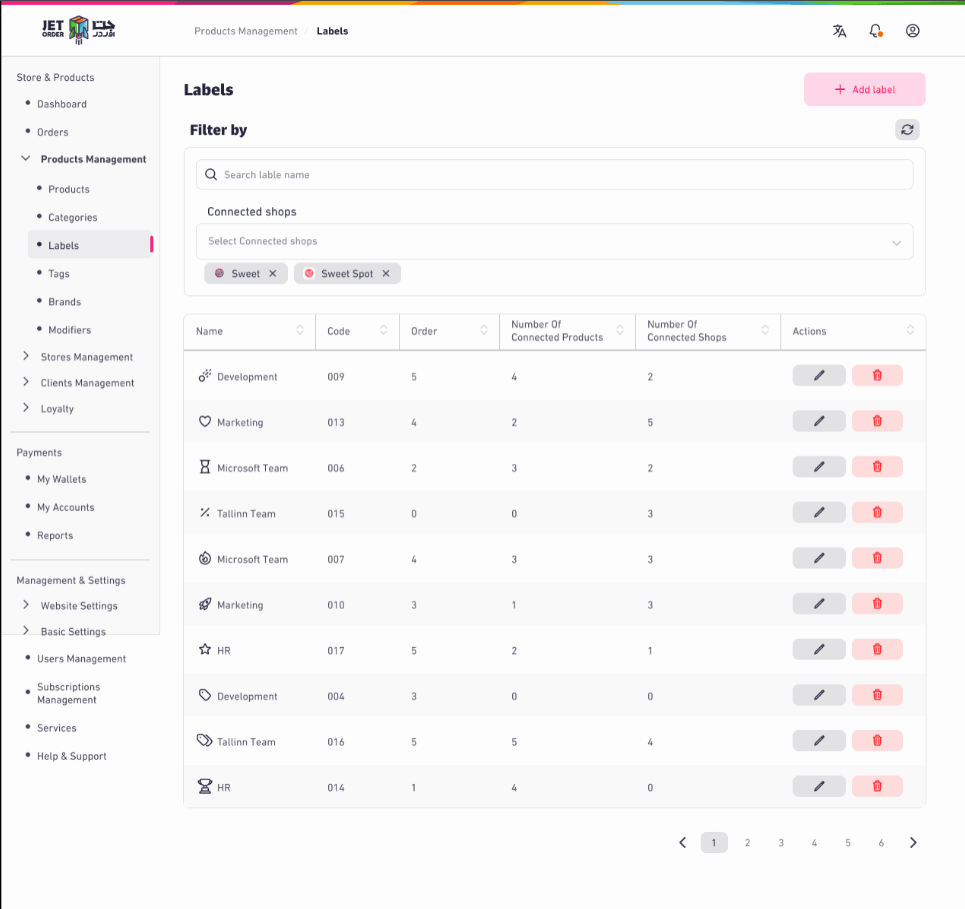 JET
ORDER
جت
أوردر
Products Management / Labels
Store & Products
Dashboard
Orders
Products Management
Products
Categories
Labels
Tags
Brands
Modifiers
Stores Management
Clients Management
Loyalty
Payments
My Wallets
My Accounts
Reports
Management & Settings
Website Settings
Basic Settings
Users Management
Subscriptions
Management
Services
Help & Support
Labels
+ Add label
Filter by
Search lable name
Connected shops
Select Connected shops
Sweet
Sweet Spot
Name Code Order Number Of Connected Products Number Of Connected Shops Actions
Development 009 5 4 2
Marketing 013 4 2 5
Microsoft Team 006 2 3 2
Tallinn Team 015 0 0 3
Microsoft Team 007 4 3 3
Marketing 010 3 1 3
HR 017 5 2 1
Development 004 3 0 0
Tallinn Team 016 5 5 4
HR 014 1 4 0
1 2 3 4 5 6